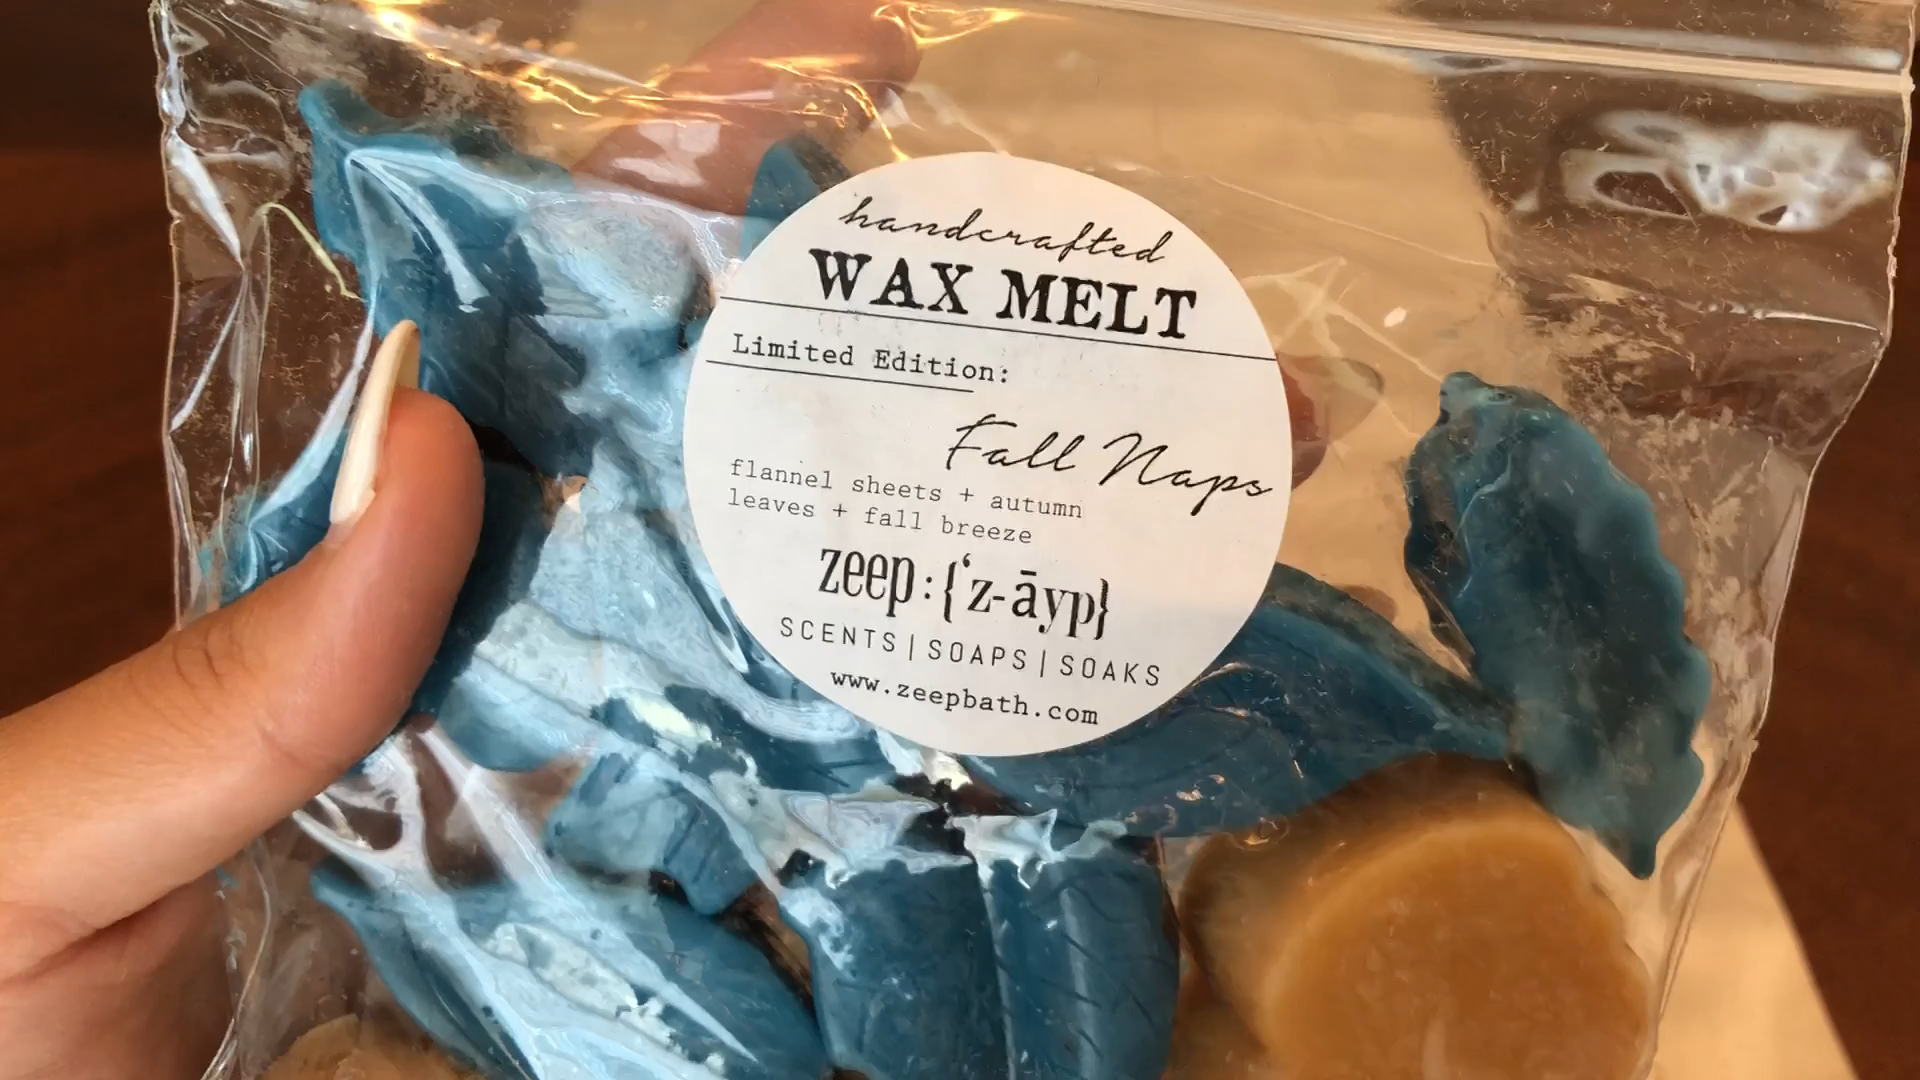 handcrafted
WAX MELT
Limited Edition:
Fall Naps
flannel sheets + autumn
leaves + fall breeze
zeep:{'z-āyp}
SCENTS|SOAPS|SOAKS
www.zeepbath.com